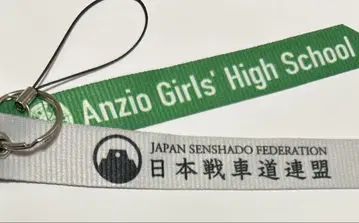 Anzio Girls' High School
JAPAN SENSHADO FEDERATION
日本戦車道連盟